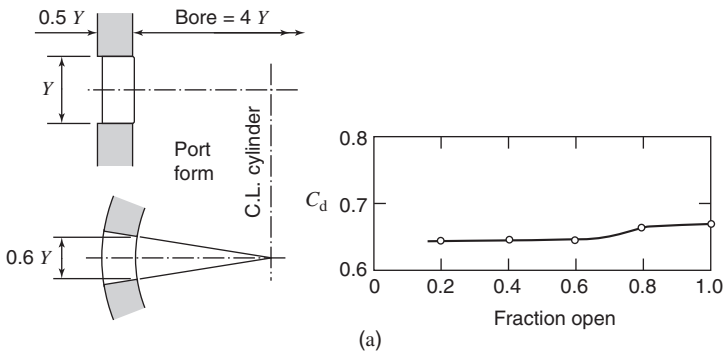 0.5 Y
Bore = 4 Y
Y
Port
form
C.L. cylinder
0.6 Y
0.8
C_d 0.7
0.6
0
0.2
0.4
0.6
0.8
1.0
Fraction open
(a)